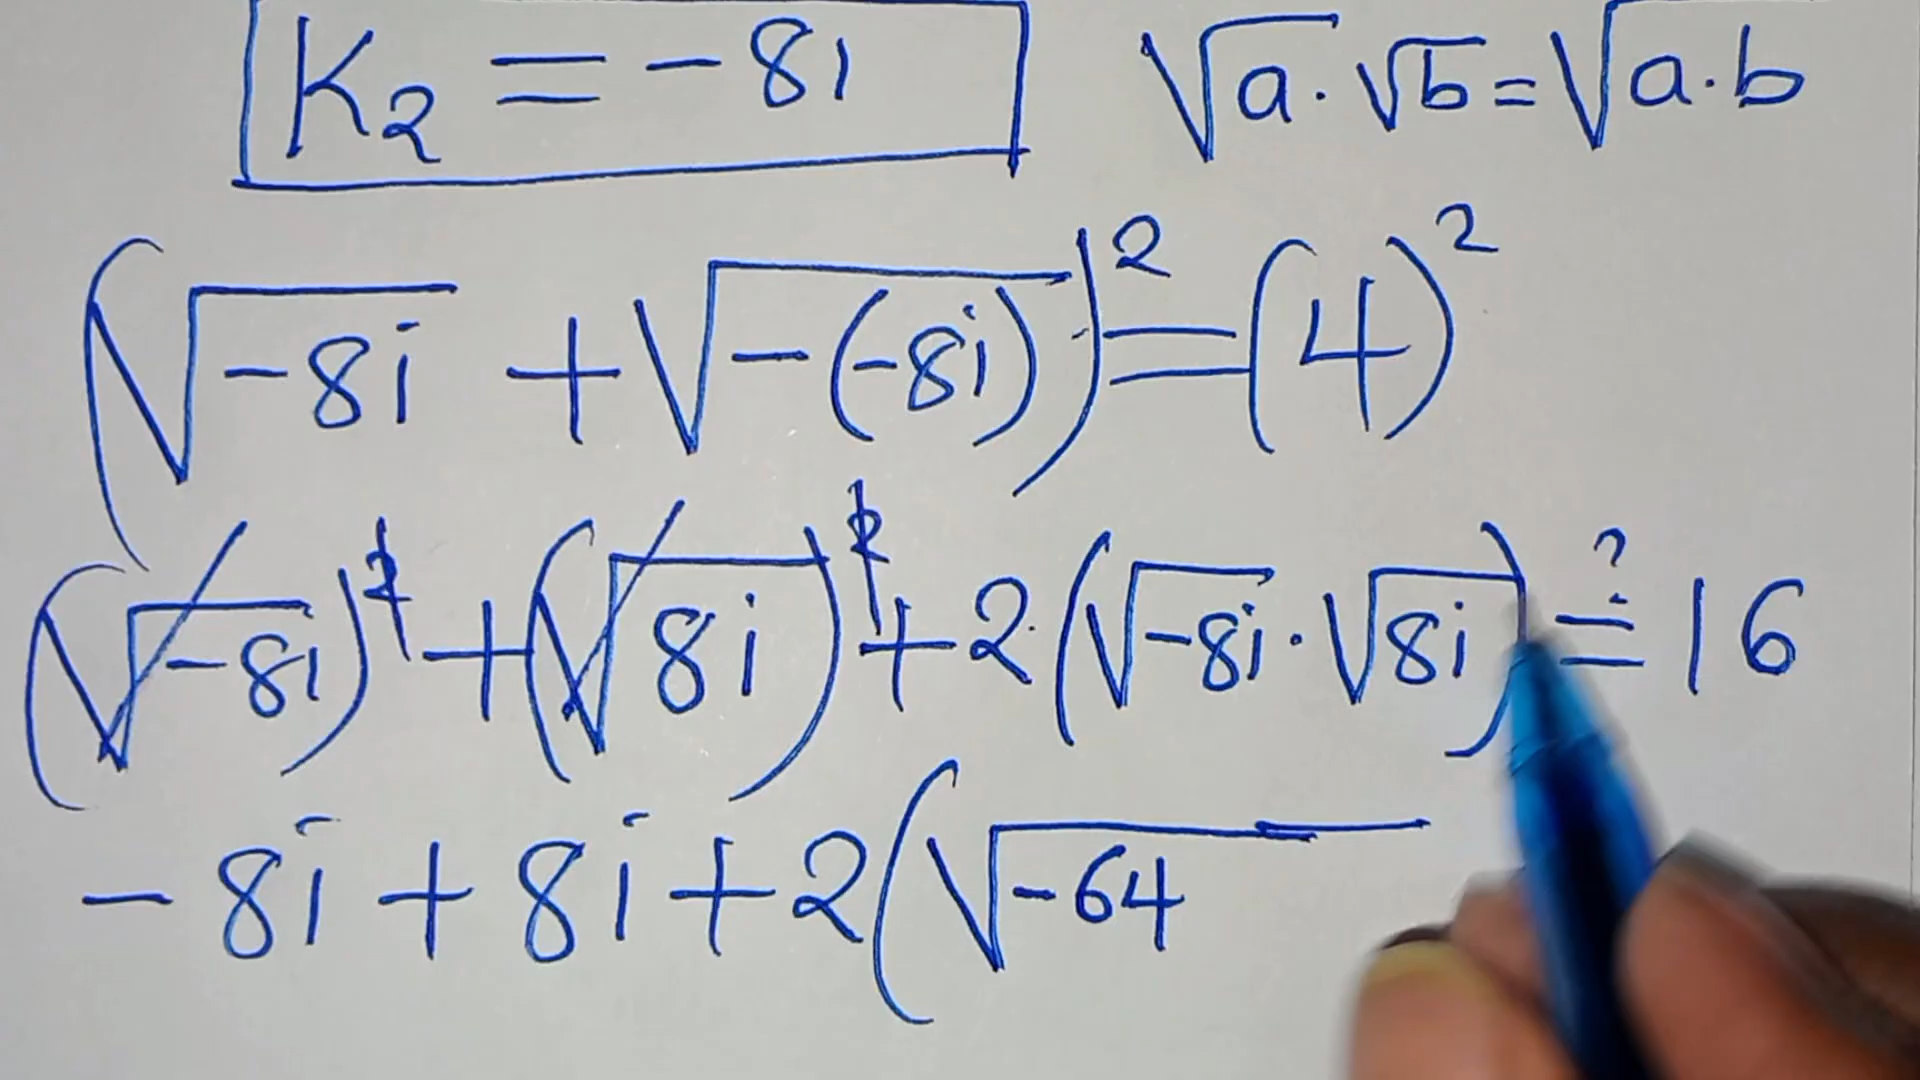 K₂ = -8i √a · √b = √a·b
(√-8i + √-(-8i))² = (4)²
(√-8i)² + (√8i)² + 2·(√-8i · √8i) ?= 16
-8i + 8i + 2(√-64